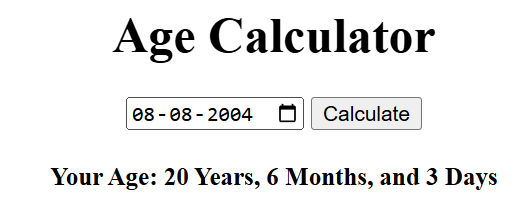 Age Calculator
08-08-2004 Calculate
Your Age: 20 Years, 6 Months, and 3 Days